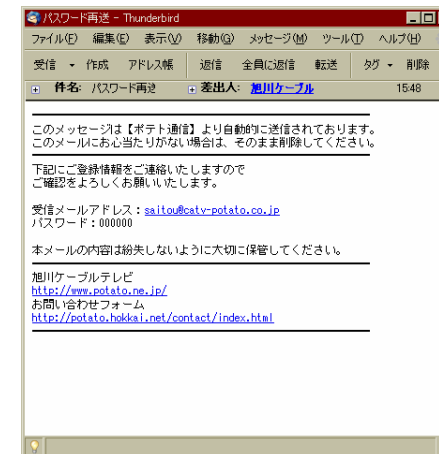 パスワード再送 - Thunderbird
ファイル(F) 編集(E) 表示(V) 移動(G) メッセージ(M) ツール(T) ヘルプ(H)
受信 作成 アドレス帳 返信 全員に返信 転送 タグ 削除
件名: パスワード再送 差出人: 旭川ケーブル 15:48
このメッセージは【ポテト通信】より自動的に送信されております。
このメールにお心当たりがない場合は、そのまま削除してください。
下記にご登録情報をご連絡いたしますので
ご確認をよろしくお願いいたします。
受信メールアドレス：saitou@catv-potato.co.jp
パスワード：000000
本メールの内容は紛失しないように大切に保管してください。
旭川ケーブルテレビ
http://www.potato.ne.jp/
お問い合わせフォーム
http://potato.hokkai.net/contact/index.html